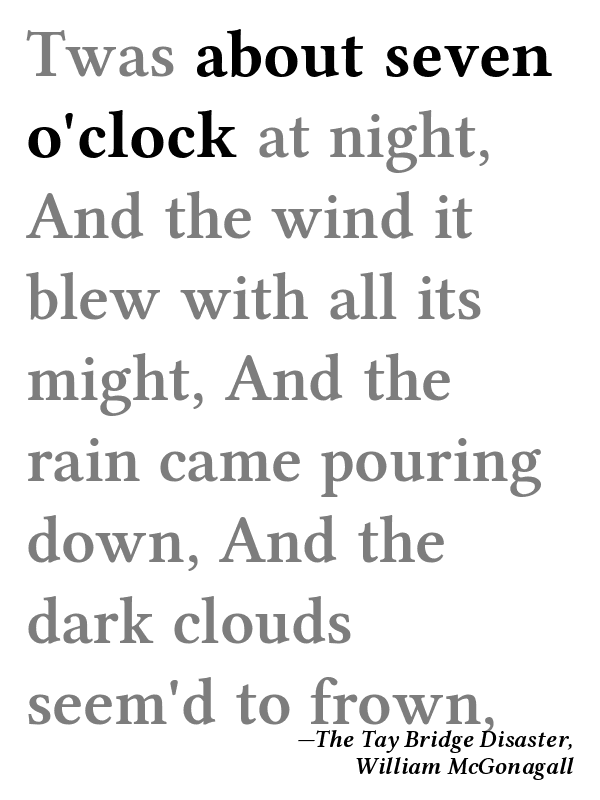 Twas about seven
o'clock at night,
And the wind it
blew with all its
might, And the
rain came pouring
down, And the
dark clouds
seem'd to frown,
—The Tay Bridge Disaster,
William McGonagall